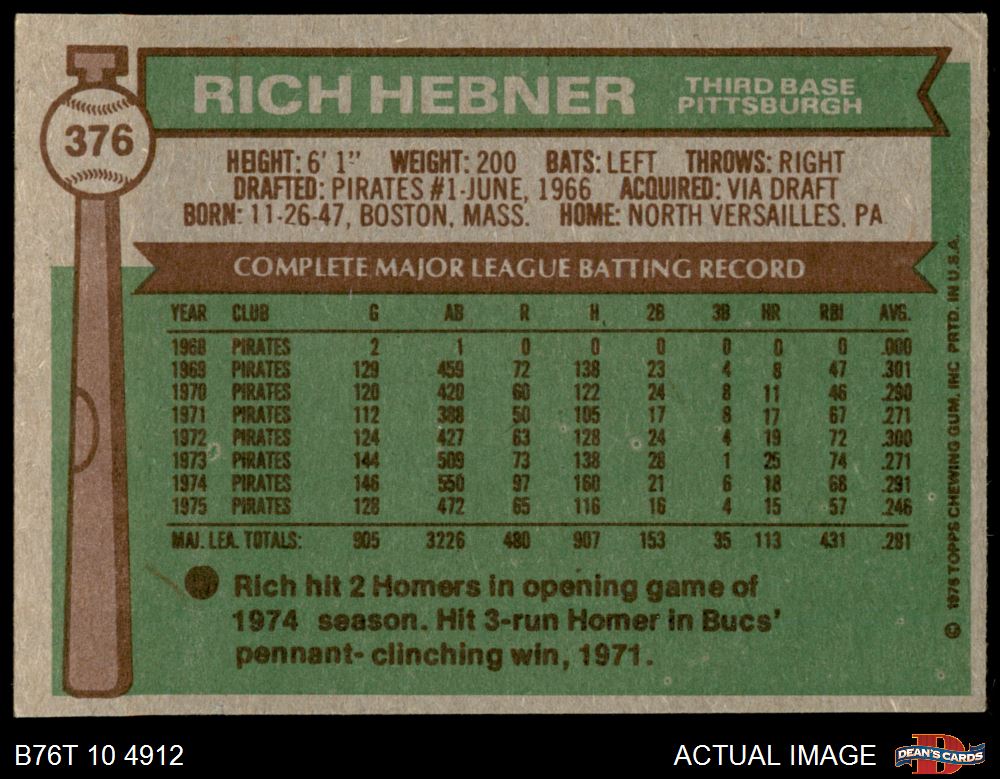 376
RICH HEBNER
THIRD BASE
PITTSBURGH
HEIGHT: 6' 1" WEIGHT: 200 BATS: LEFT THROWS: RIGHT
DRAFTED: PIRATES #1-JUNE, 1966 ACQUIRED: VIA DRAFT
BORN: 11-26-47, BOSTON, MASS. HOME: NORTH VERSAILLES, PA
COMPLETE MAJOR LEAGUE BATTING RECORD
YEAR CLUB G AB R H 2B 3B HR RBI AVG.
1968 PIRATES 2 1 0 0 0 0 0 0 .000
1969 PIRATES 129 459 72 138 23 4 8 47 .301
1970 PIRATES 120 420 60 122 24 8 11 46 .290
1971 PIRATES 112 388 50 105 17 8 17 67 .271
1972 PIRATES 124 427 63 128 24 4 19 72 .300
1973 PIRATES 144 509 73 138 28 1 25 74 .271
1974 PIRATES 146 550 97 160 21 6 18 68 .291
1975 PIRATES 128 472 65 116 16 4 15 57 .246
MAJ. LEA. TOTALS: 905 3226 480 907 153 35 113 431 .281
Rich hit 2 Homers in opening game of
1974 season. Hit 3-run Homer in Bucs'
pennant- clinching win, 1971.
© 1976 TOPPS CHEWING GUM, INC. PRTD. IN U.S.A.
B76T 10 4912
ACTUAL IMAGE
DEAN'S CARDS